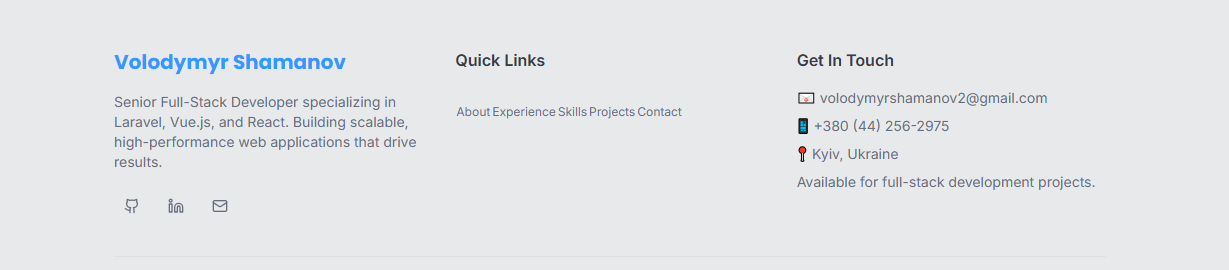 Volodymyr Shamanov
Senior Full-Stack Developer specializing in
Laravel, Vue.js, and React. Building scalable,
high-performance web applications that drive
results.
Quick Links
About Experience Skills Projects Contact
Get In Touch
volodymyrshamanov2@gmail.com
+380 (44) 256-2975
Kyiv, Ukraine
Available for full-stack development projects.